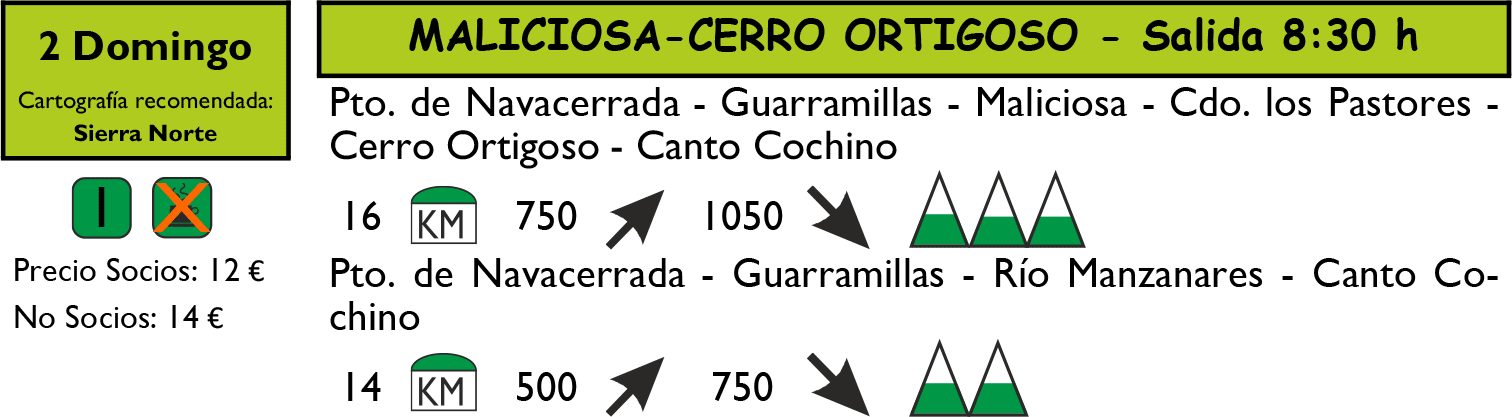 2 Domingo
Cartografía recomendada:
Sierra Norte
I
Precio Socios: 12 €
No Socios: 14 €
MALICIOSA-CERRO ORTIGOSO - Salida 8:30 h
Pto. de Navacerrada - Guarramillas - Maliciosa - Cdo. los Pastores -
Cerro Ortigoso - Canto Cochino
16 KM 750 1050
Pto. de Navacerrada - Guarramillas - Río Manzanares - Canto Co-
chino
14 KM 500 750